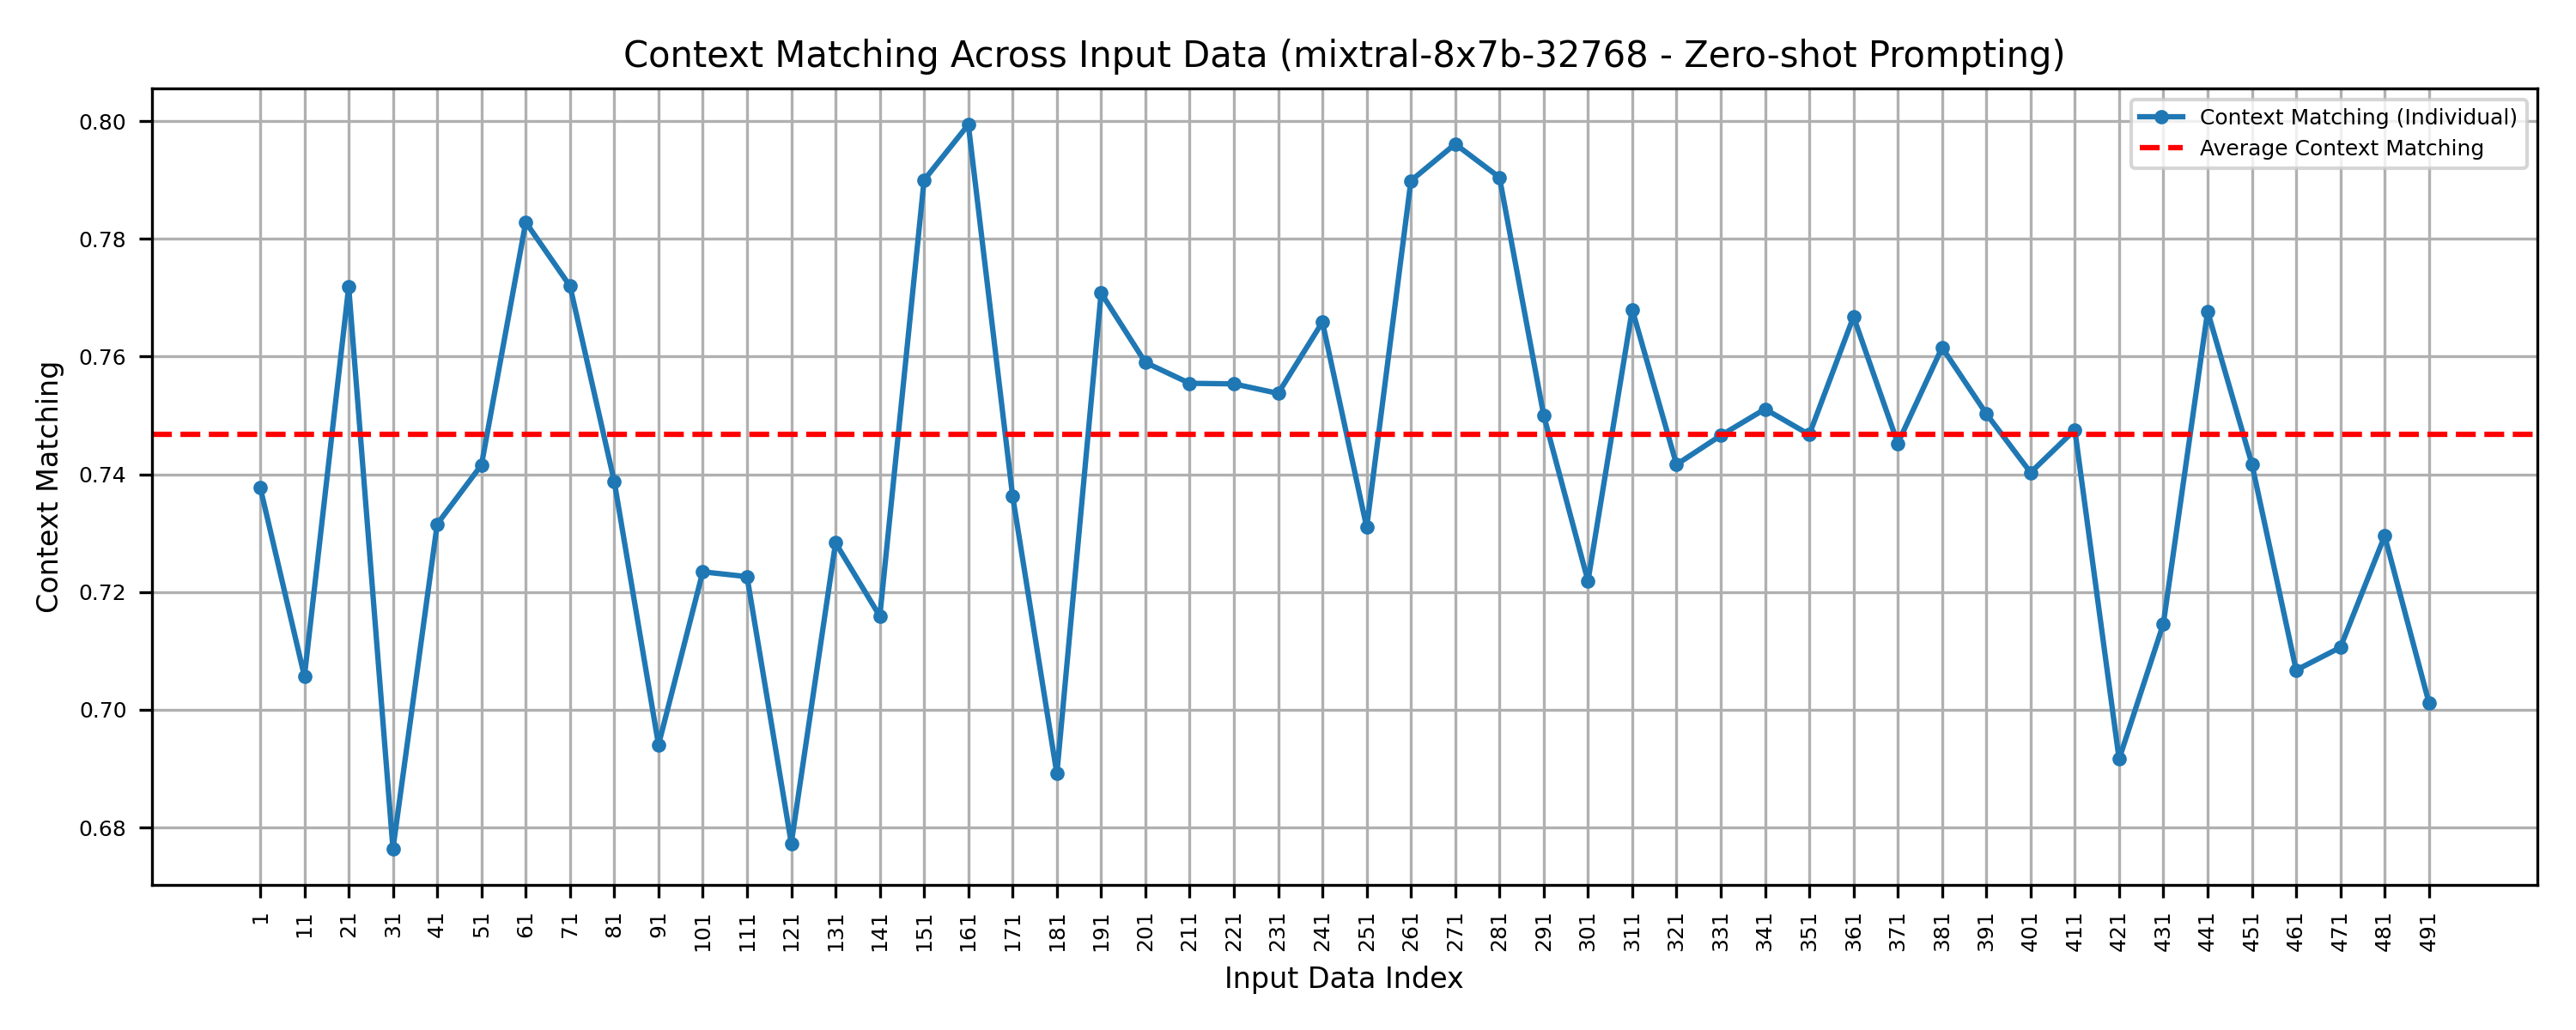 Context Matching Across Input Data (mixtral-8x7b-32768 - Zero-shot Prompting)
Context Matching (Individual)
Average Context Matching
Context Matching
0.80
0.78
0.76
0.74
0.72
0.70
0.68
1 11 21 31 41 51 61 71 81 91 101 111 121 131 141 151 161 171 181 191 201 211 221 231 241 251 261 271 281 291 301 311 321 331 341 351 361 371 381 391 401 411 421 431 441 451 461 471 481 491
Input Data Index